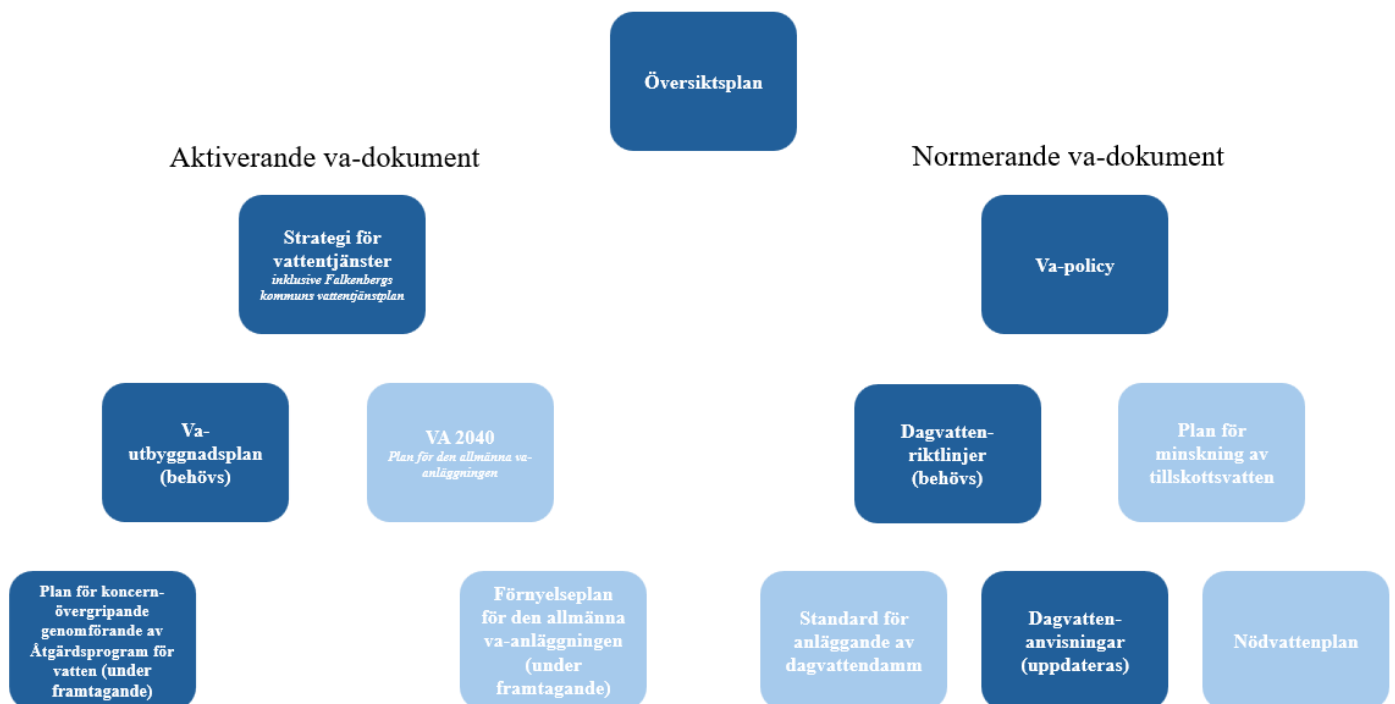 Översiktsplan
Aktiverande va-dokument
Normerande va-dokument
Strategi för
vattentjänster
inklusive Falkenbergs
kommuns vattentjänstplan
Va-policy
Va-
utbyggnadsplan
(behövs)
VA 2040
Plan för den allmänna va-
anläggningen
Dagvatten-
riktlinjer
(behövs)
Plan för
minskning av
tillskottsvatten
Plan för koncern-
övergripande
genomförande av
Åtgärdsprogram för
vatten (under
framtagande)
Förnyelseplan
för den allmänna
va-anläggningen
(under
framtagande)
Standard för
anläggande av
dagvattendamm
Dagvatten-
anvisningar
(uppdateras)
Nödvattenplan